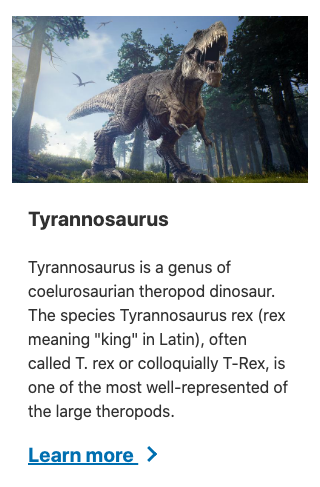 Tyrannosaurus
Tyrannosaurus is a genus of
coelurosaurian theropod dinosaur.
The species Tyrannosaurus rex (rex
meaning "king" in Latin), often
called T. rex or colloquially T-Rex, is
one of the most well-represented of
the large theropods.
Learn more